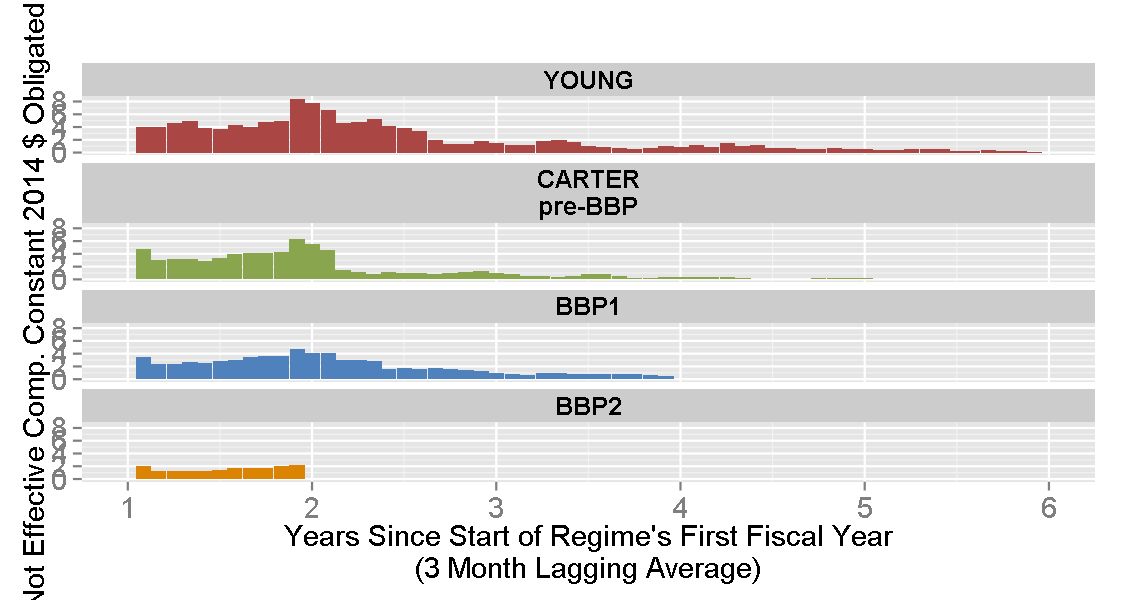 Not Effective Comp. Constant 2014 $ Obligated
YOUNG
8
6
4
2
0
CARTER
pre-BBP
8
6
4
2
0
BBP1
8
6
4
2
0
BBP2
8
6
4
2
0
1 2 3 4 5 6
Years Since Start of Regime's First Fiscal Year
(3 Month Lagging Average)